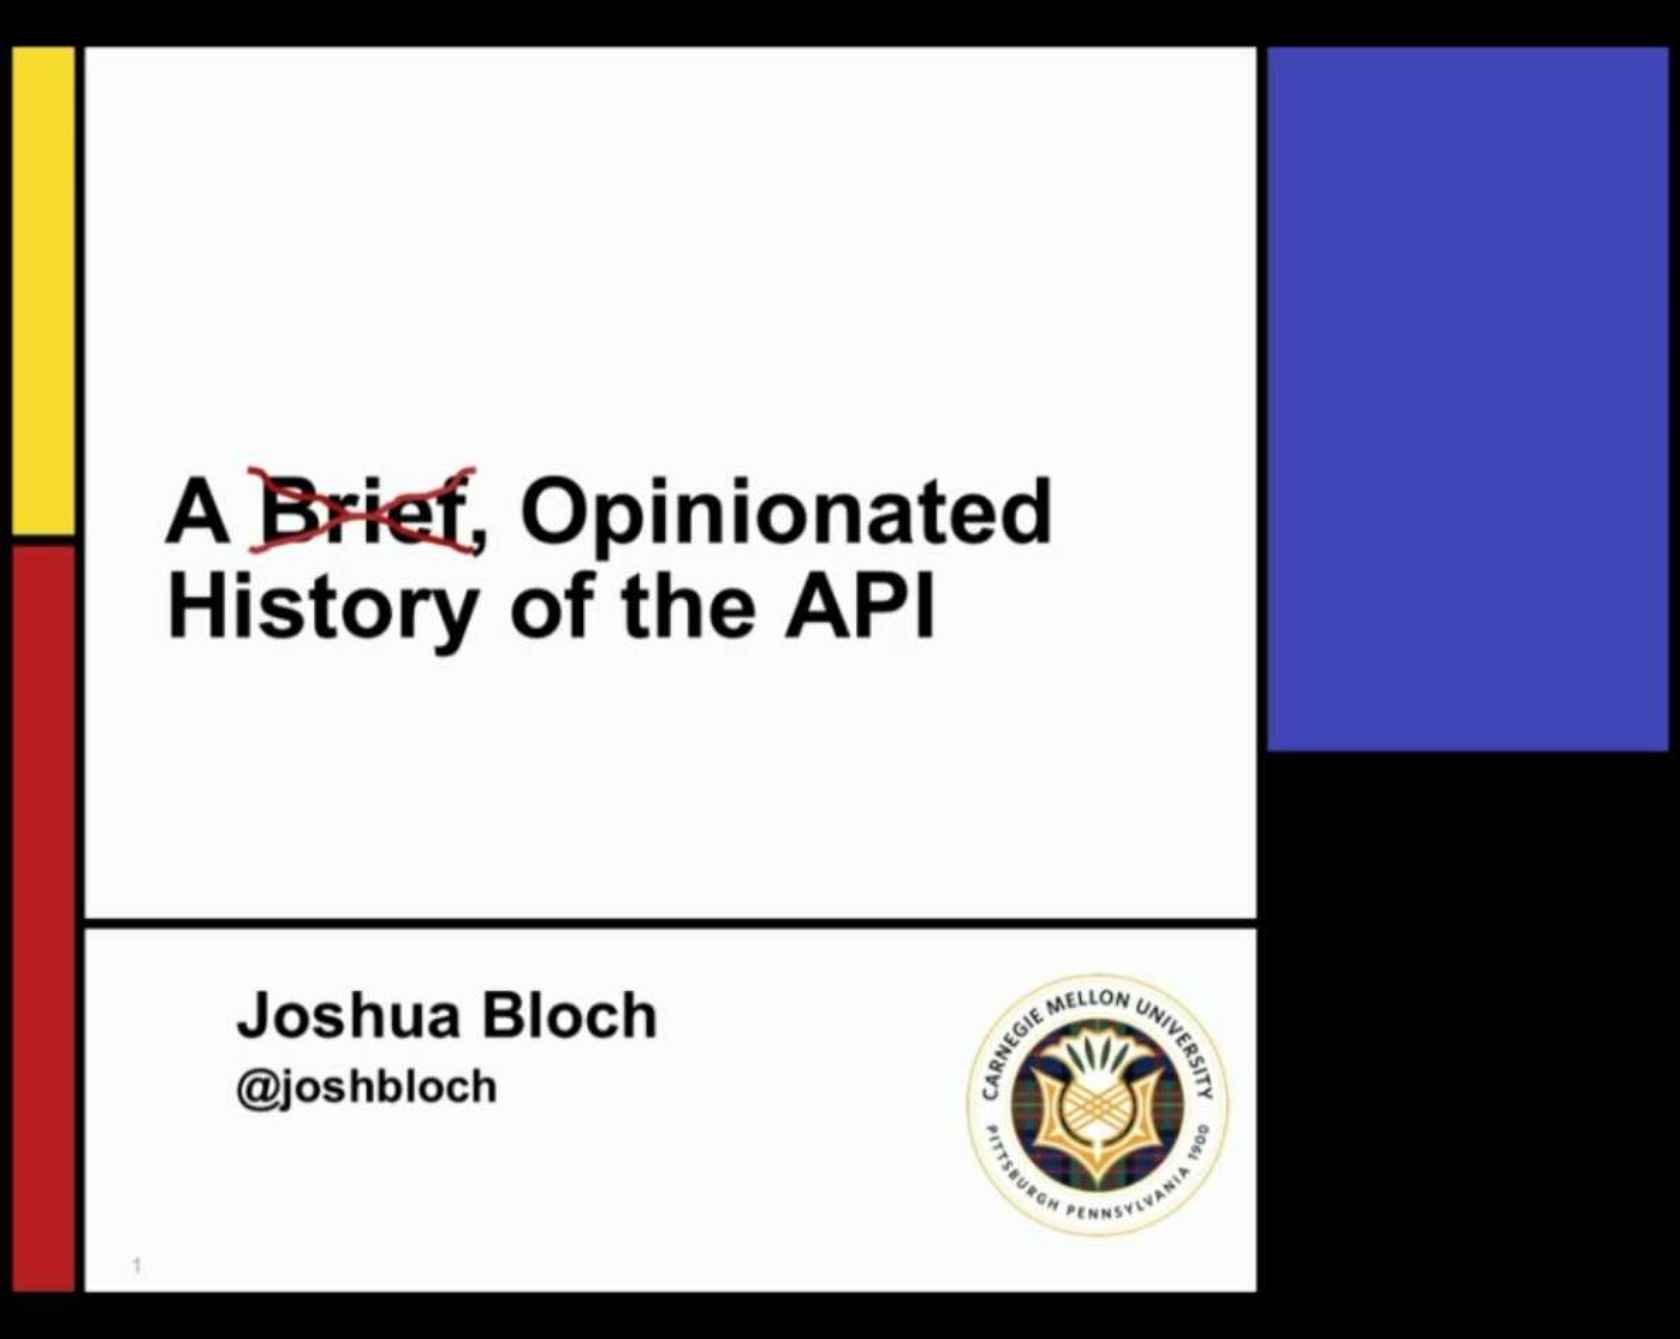 A Brief, Opinionated
History of the API
Joshua Bloch
@joshbloch
CARNEGIE MELLON UNIVERSITY
PITTSBURGH PENNSYLVANIA 1900
1